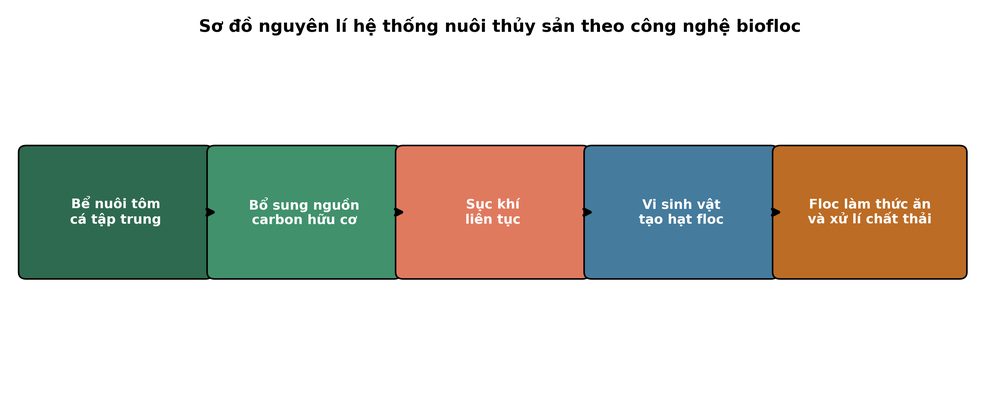 Sơ đồ nguyên lí hệ thống nuôi thủy sản theo công nghệ biofloc
Bể nuôi tôm
cá tập trung
Bổ sung nguồn
carbon hữu cơ
Sục khí
liên tục
Vi sinh vật
tạo hạt floc
Floc làm thức ăn
và xử lí chất thải